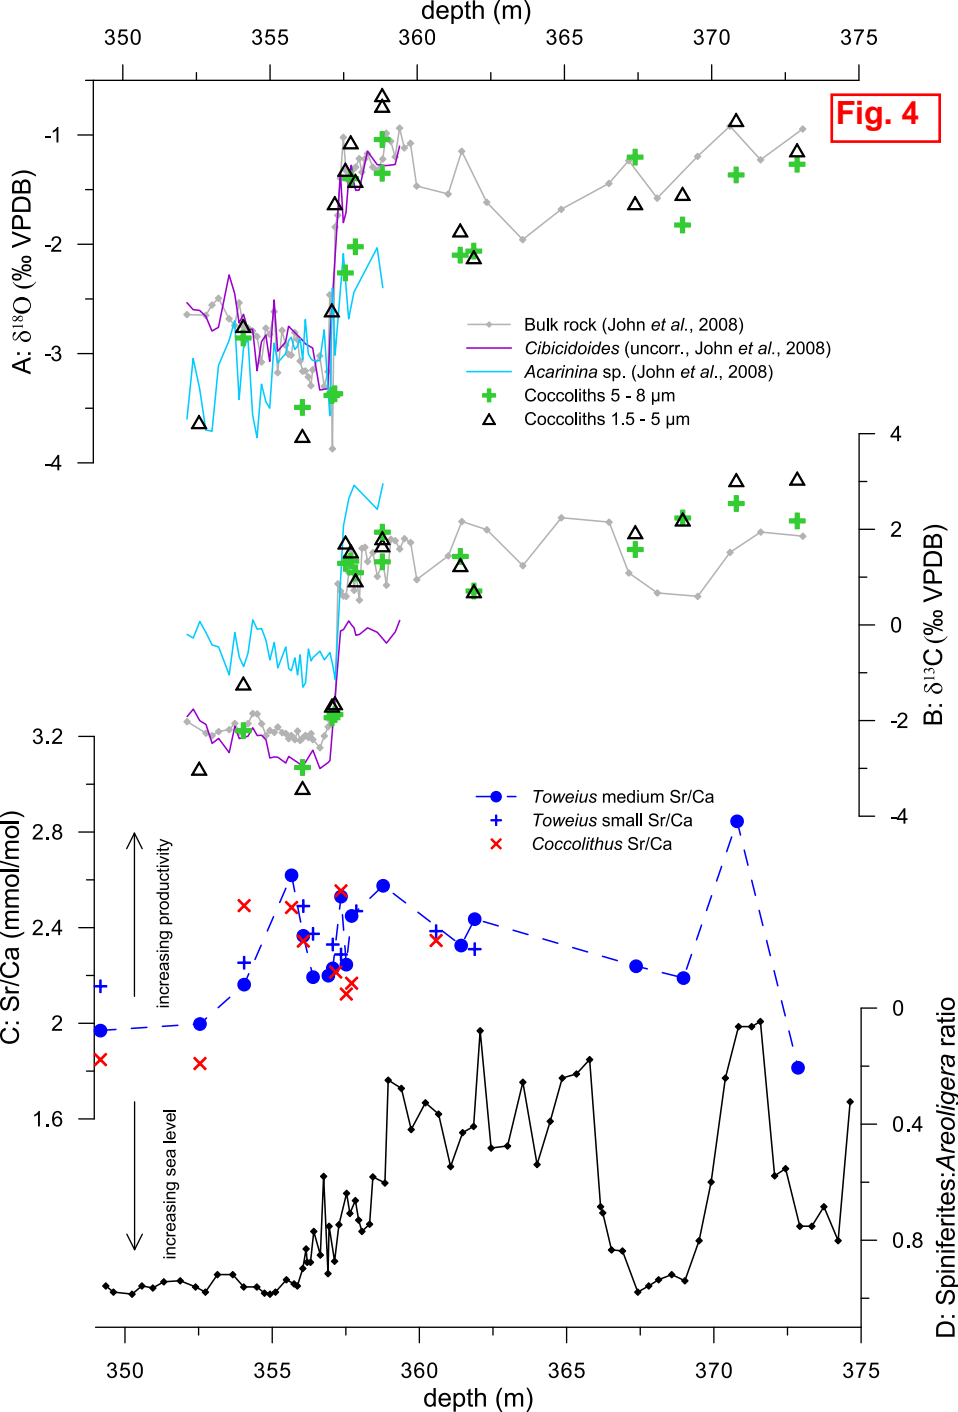 depth (m)
350 355 360 365 370 375
Fig. 4
-1
-2
-3
-4
A: δ18O (‰ VPDB)
Bulk rock (John et al., 2008)
Cibicidoides (uncorr., John et al., 2008)
Acarinina sp. (John et al., 2008)
Coccoliths 5 - 8 µm
Coccoliths 1.5 - 5 µm
4
2
0
-2
-4
B: δ13C (‰ VPDB)
3.2
2.8
2.4
2
1.6
C: Sr/Ca (mmol/mol)
Toweius medium Sr/Ca
Toweius small Sr/Ca
Coccolithus Sr/Ca
increasing productivity
increasing sea level
0
0.4
0.8
D: Spiniferites:Areoligera ratio
350 355 360 365 370 375
depth (m)